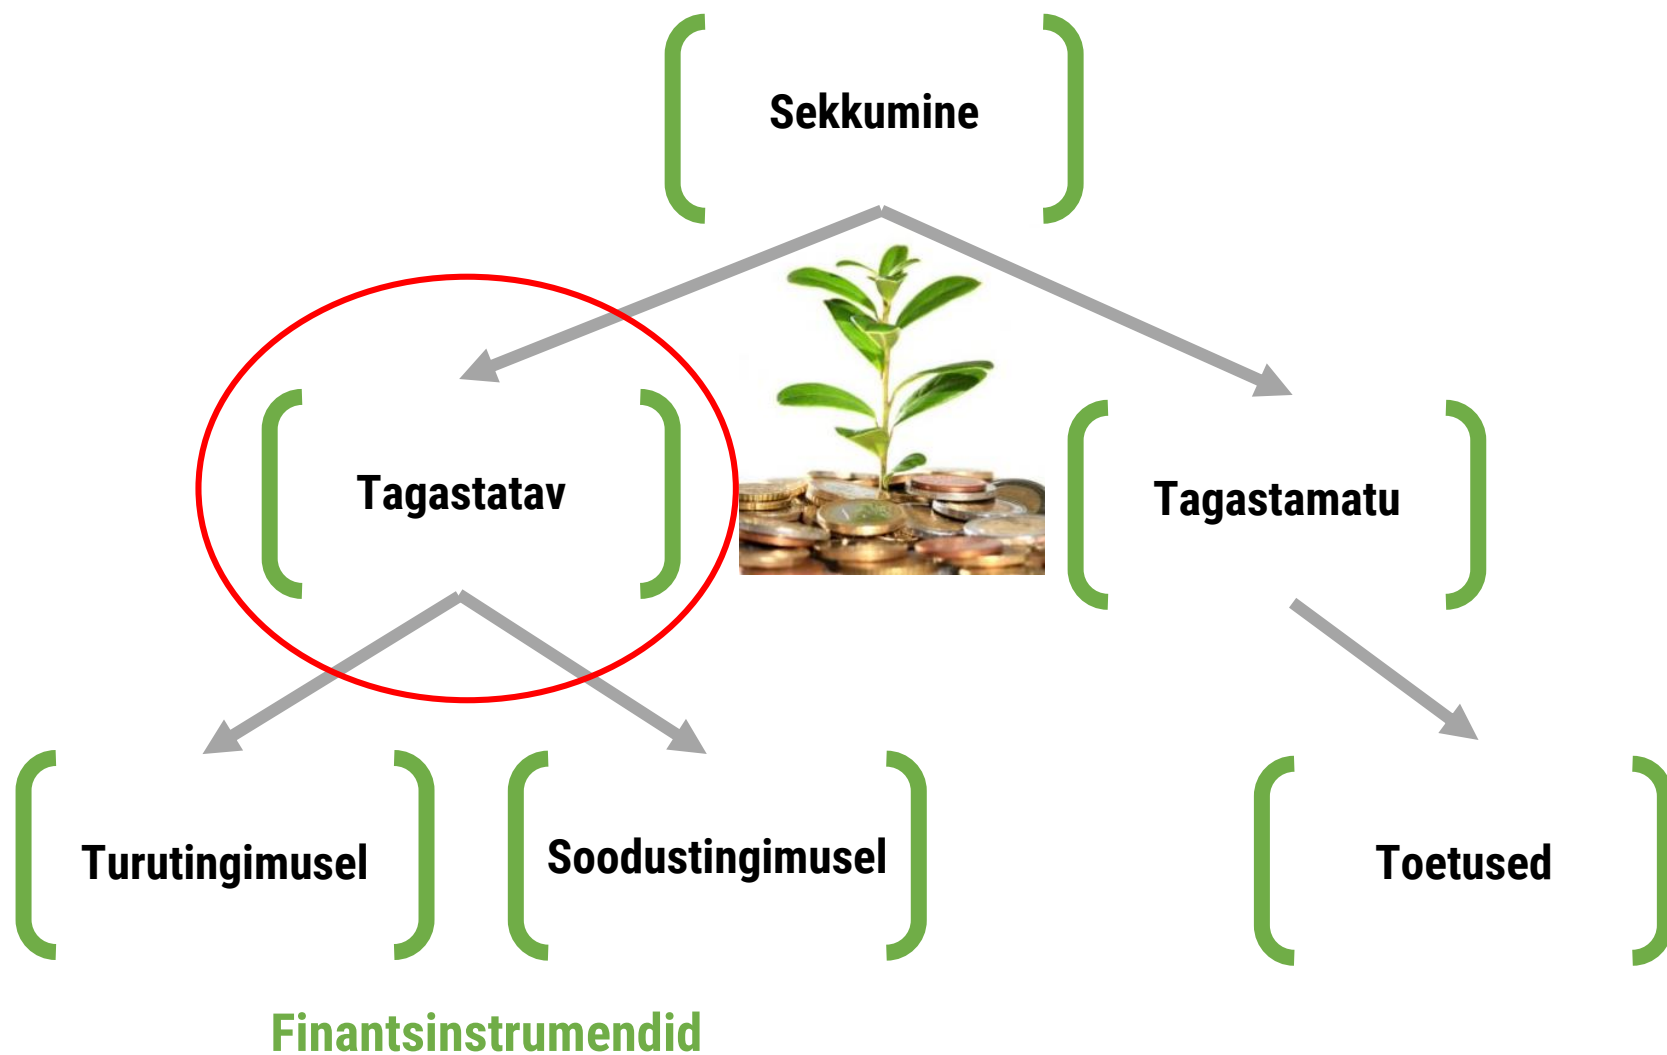 Sekkumine
Tagastatav
Tagastamatu
Turutingimusel
Soodustingimusel
Toetused
Finantsinstrumendid